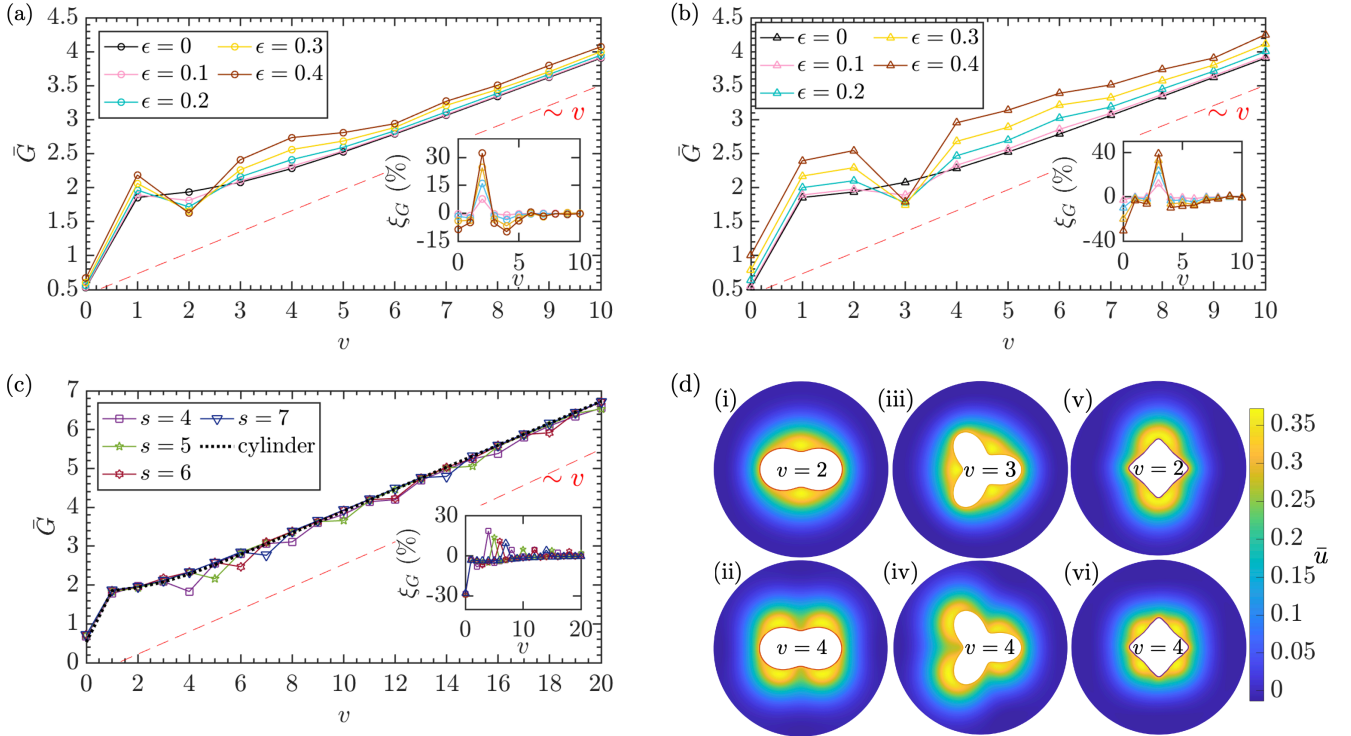 (a)
4.5
4
3.5
3
2.5
2
1.5
1
0.5
Ḡ
ϵ = 0
ϵ = 0.1
ϵ = 0.2
ϵ = 0.3
ϵ = 0.4
~ v
30
15
0
-15
ξ_G (%)
0 5 10
v
0 1 2 3 4 5 6 7 8 9 10
v
(b)
4.5
4
3.5
3
2.5
2
1.5
1
0.5
Ḡ
ϵ = 0
ϵ = 0.1
ϵ = 0.2
ϵ = 0.3
ϵ = 0.4
~ v
40
0
-40
ξ_G (%)
0 5 10
v
0 1 2 3 4 5 6 7 8 9 10
v
(c)
7
6
5
4
3
2
1
0
Ḡ
s = 4
s = 5
s = 6
s = 7
cylinder
~ v
30
0
-30
ξ_G (%)
0 10 20
v
0 2 4 6 8 10 12 14 16 18 20
v
(d)
(i)
v = 2
(iii)
v = 3
(v)
v = 2
(ii)
v = 4
(iv)
v = 4
(vi)
v = 4
0.35
0.3
0.25
0.2
0.15
0.1
0.05
0
ū